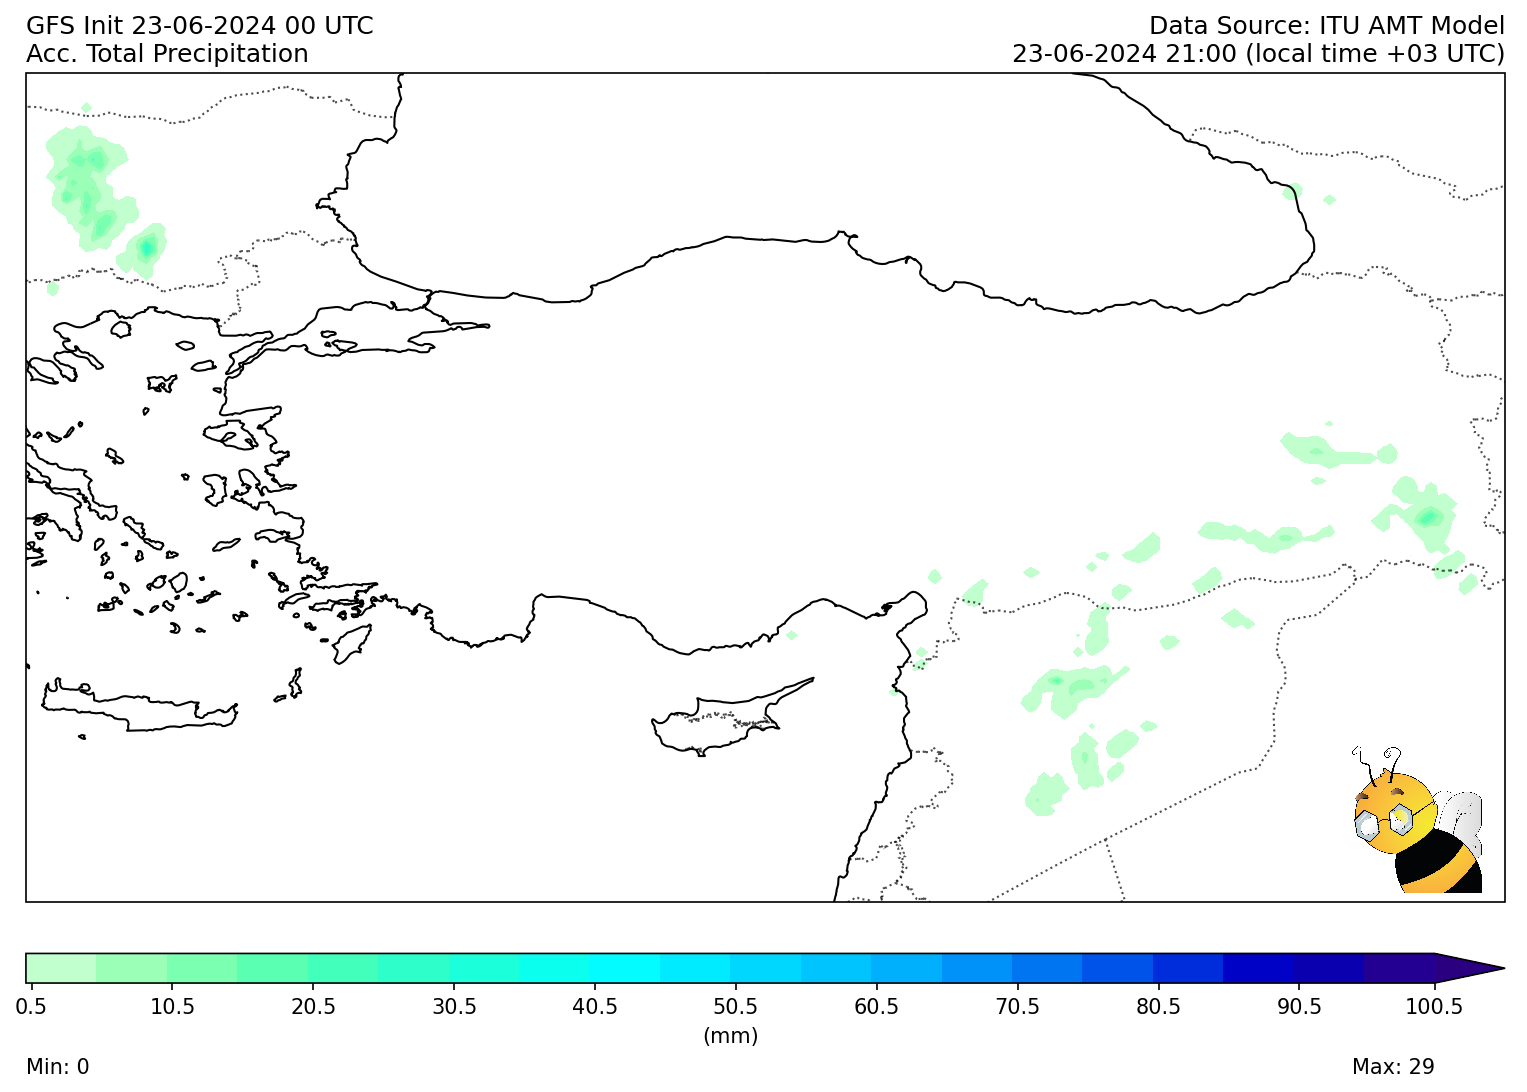 GFS Init 23-06-2024 00 UTC
Data Source: ITU AMT Model
Acc. Total Precipitation
23-06-2024 21:00 (local time +03 UTC)
0.5 10.5 20.5 30.5 40.5 50.5 60.5 70.5 80.5 90.5 100.5
(mm)
Min: 0
Max: 29